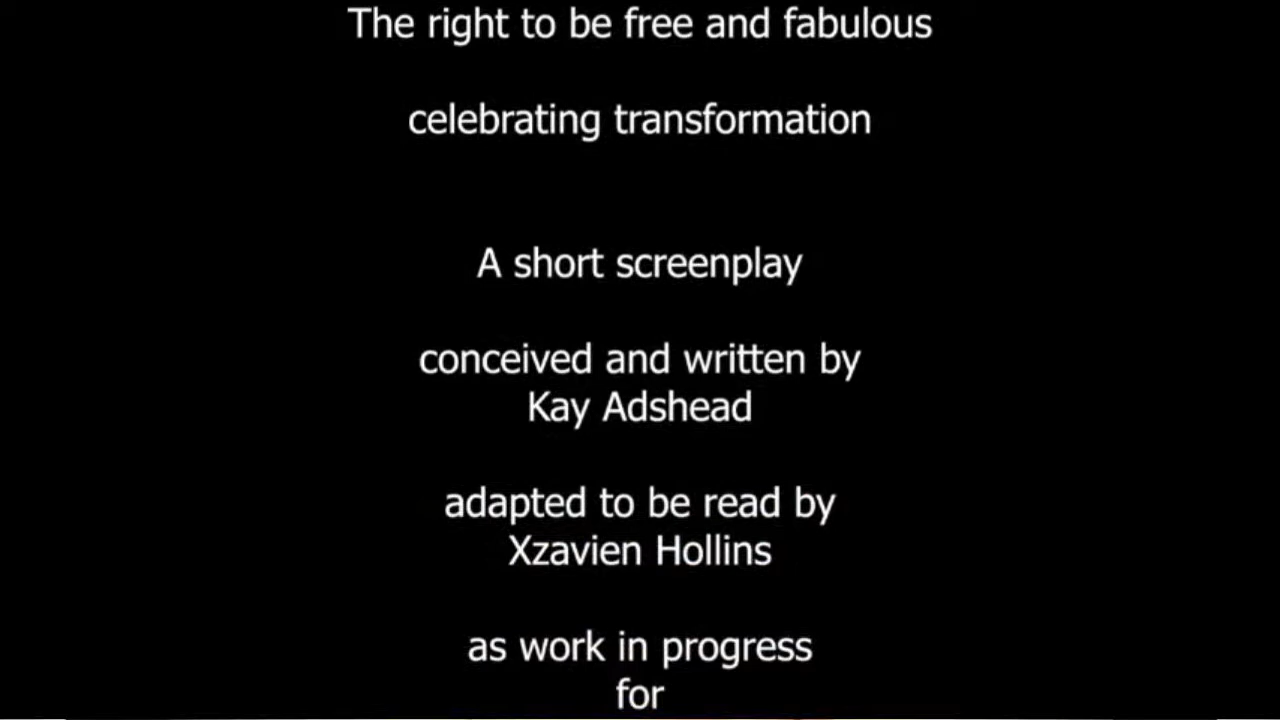 The right to be free and fabulous
celebrating transformation
A short screenplay
conceived and written by
Kay Adshead
adapted to be read by
Xzavien Hollins
as work in progress
for